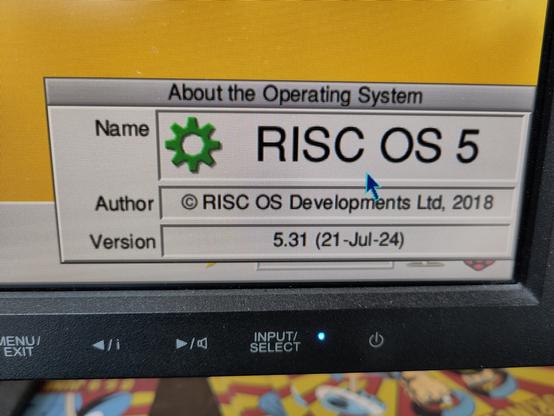 About the Operating System
Name RISC OS 5
Author © RISC OS Developments Ltd, 2018
Version 5.31 (21-Jul-24)
MENU/
EXIT
◄/i
►/
INPUT/
SELECT